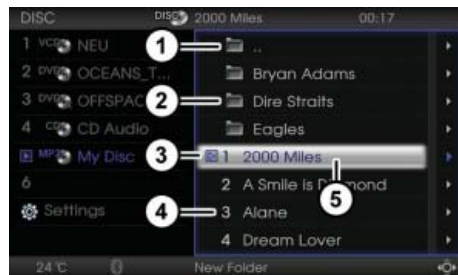 DISC DISC 2000 Miles 00:17
1 VCD NEU
2 DVD OCEANS_T...
3 DVD OFFSPAC
4 CD CD Audio
MP3 My Disc
6
Settings
1 ..
Bryan Adams
2 Dire Straits
Eagles
3 1 2000 Miles
5
2 A Smile is D mond
4 3 Alane
4 Dream Lover
24°C New Folder